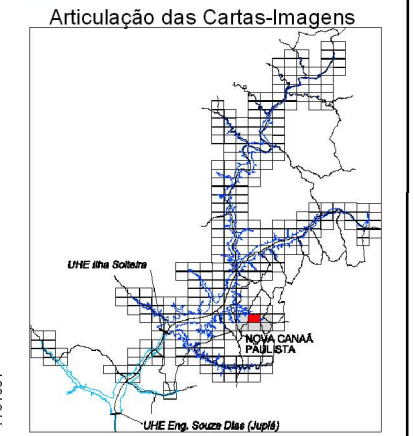 Articulação das Cartas-Imagens
UHE Ilha Solteira
NOVA CANAÃ
PAULISTA
UHE Eng. Souza Dias (Jupiá)